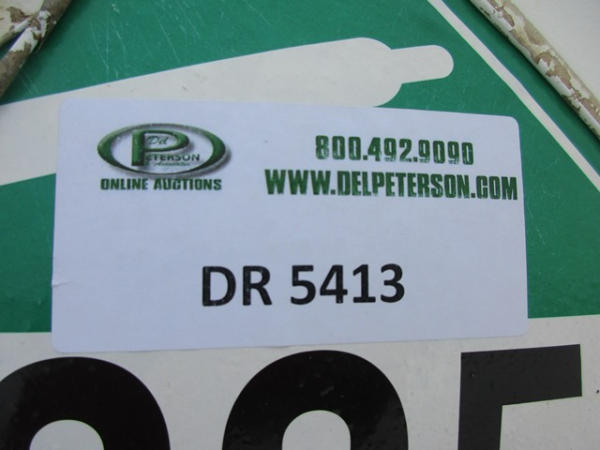 Del
PETERSON
ONLINE AUCTIONS
800.492.9090
WWW.DELPETERSON.COM
DR 5413